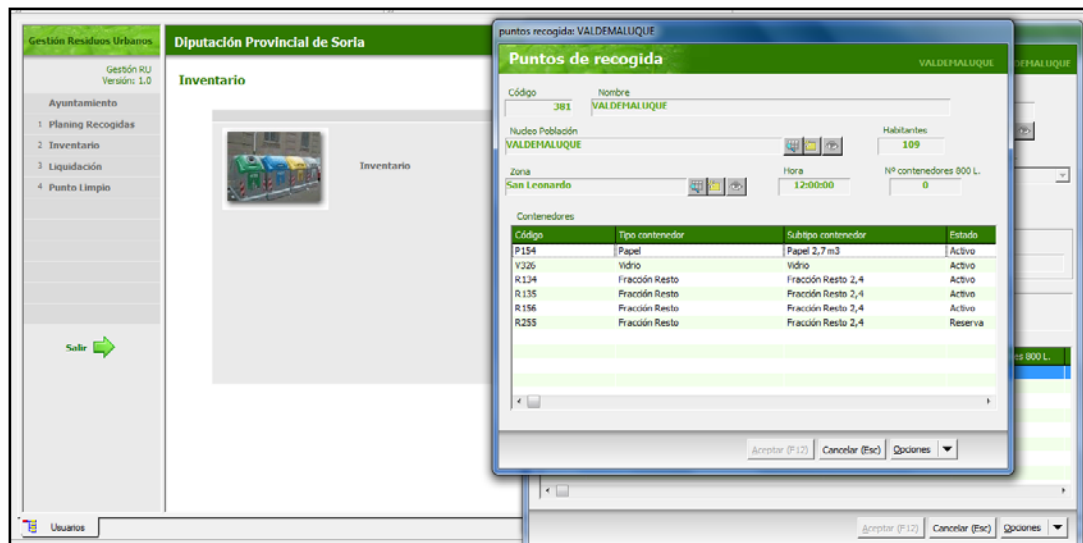 Gestión Residuos Urbanos
Gestión RU
Versión: 1.0
Ayuntamiento
1 Planing Recogidas
2 Inventario
3 Liquidación
4 Punto Limpio
Salir
Usuarios
Diputación Provincial de Soria
Inventario
Inventario
puntos recogida: VALDEMALUQUE
Puntos de recogida VALDEMALUQUE
Código Nombre
381 VALDEMALUQUE
Nucleo Población Habitantes
VALDEMALUQUE 109
Zona Hora Nº contenedores 800 L.
San Leonardo 12:00:00 0
Contenedores
Código Tipo contenedor Subtipo contenedor Estado
P154 Papel Papel 2,7 m3 Activo
V326 Vidrio Vidrio Activo
R134 Fracción Resto Fracción Resto 2,4 Activo
R135 Fracción Resto Fracción Resto 2,4 Activo
R156 Fracción Resto Fracción Resto 2,4 Activo
R255 Fracción Resto Fracción Resto 2,4 Reserva
Aceptar (F12) Cancelar (Esc) Opciones
DEMALUQUE
es 800 L.
Aceptar (F12) Cancelar (Esc) Opciones